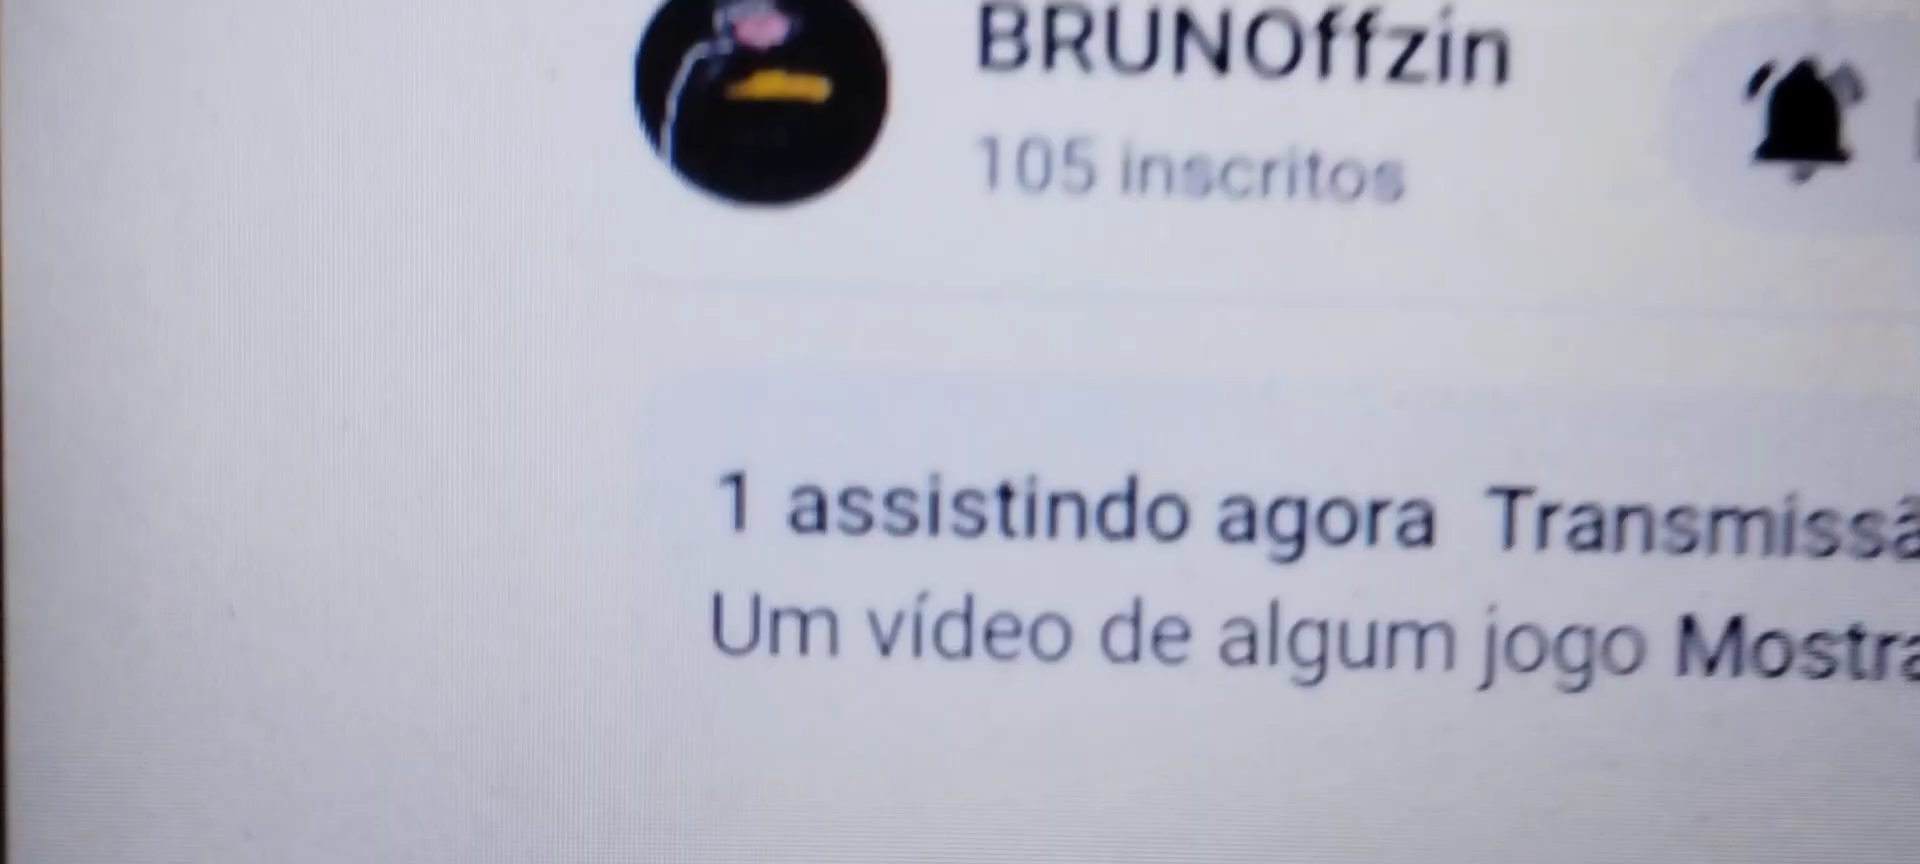 BRUNOffzin
105 inscritos
1 assistindo agora Transmissã
Um vídeo de algum jogo Mostra